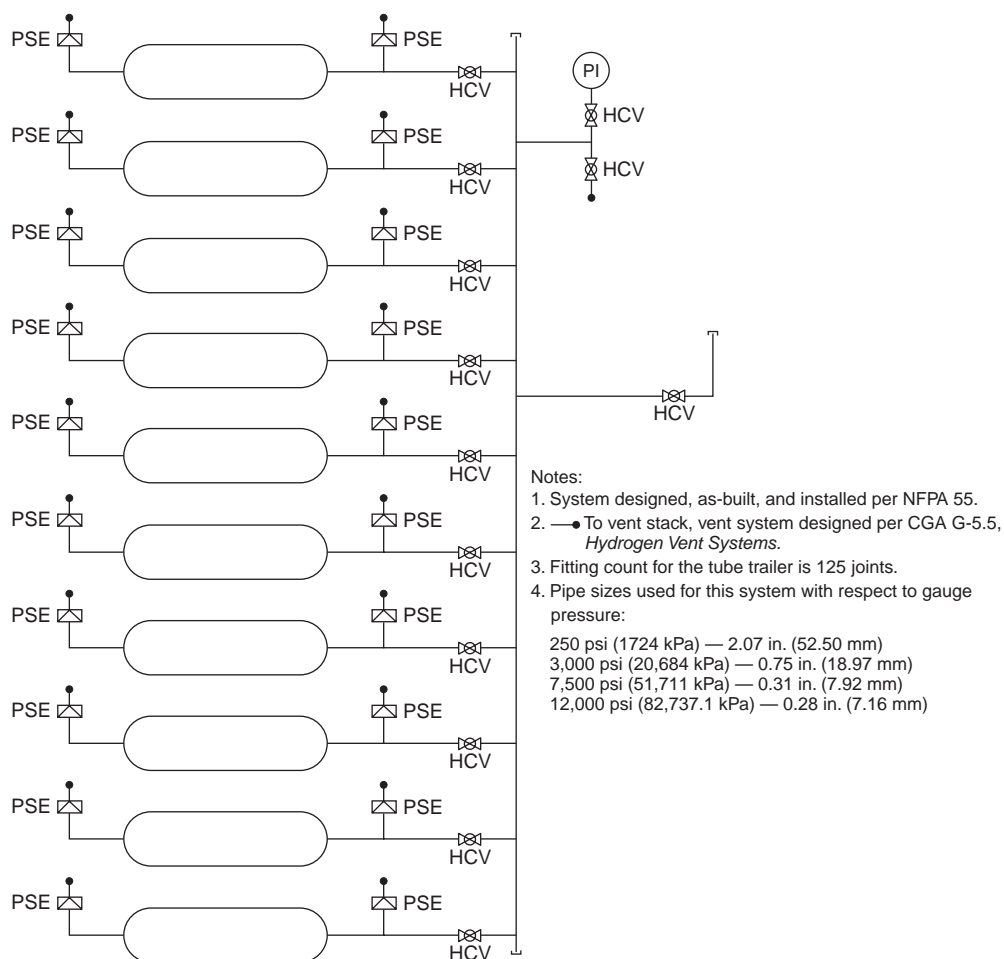 PSE PSE
PI
HCV
HCV
PSE PSE
HCV
HCV
PSE PSE
HCV
PSE PSE
HCV
HCV
PSE PSE
HCV
PSE PSE
HCV
PSE PSE
HCV
PSE PSE
HCV
PSE PSE
HCV
PSE PSE
HCV
Notes:
1. System designed, as-built, and installed per NFPA 55.
2. To vent stack, vent system designed per CGA G-5.5,
Hydrogen Vent Systems.
3. Fitting count for the tube trailer is 125 joints.
4. Pipe sizes used for this system with respect to gauge
pressure:
250 psi (1724 kPa) — 2.07 in. (52.50 mm)
3,000 psi (20,684 kPa) — 0.75 in. (18.97 mm)
7,500 psi (51,711 kPa) — 0.31 in. (7.92 mm)
12,000 psi (82,737.1 kPa) — 0.28 in. (7.16 mm)